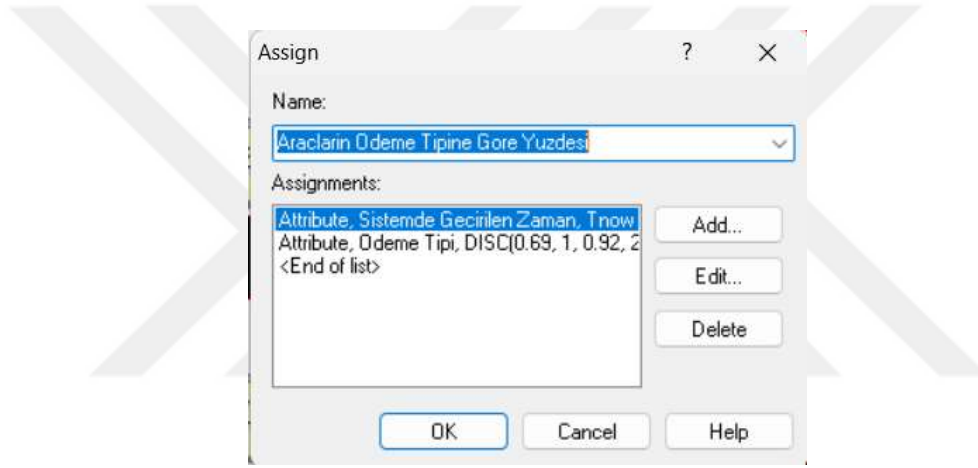 Assign
?
Name:
Araclarin Odeme Tipine Gore Yuzdesi
Assignments:
Attribute, Sistemde Gecirilen Zaman, Tnow
Attribute, Odeme Tipi, DISC(0.69, 1, 0.92, 2
<End of list>
Add...
Edit...
Delete
OK
Cancel
Help